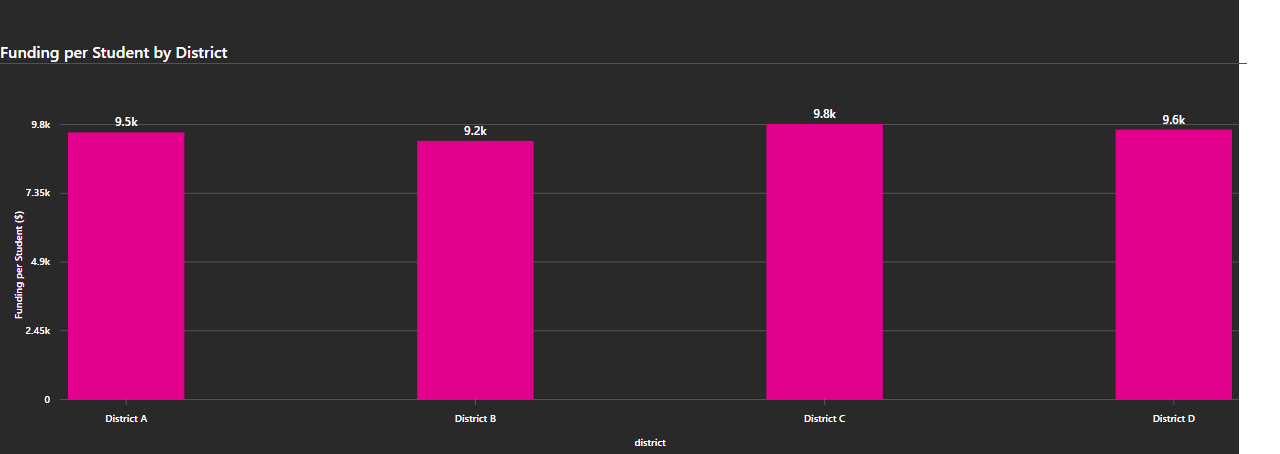 Funding per Student by District
9.5k
9.2k
9.8k
9.6k
9.8k
7.35k
4.9k
2.45k
0
Funding per Student ($)
District A
District B
District C
District D
district